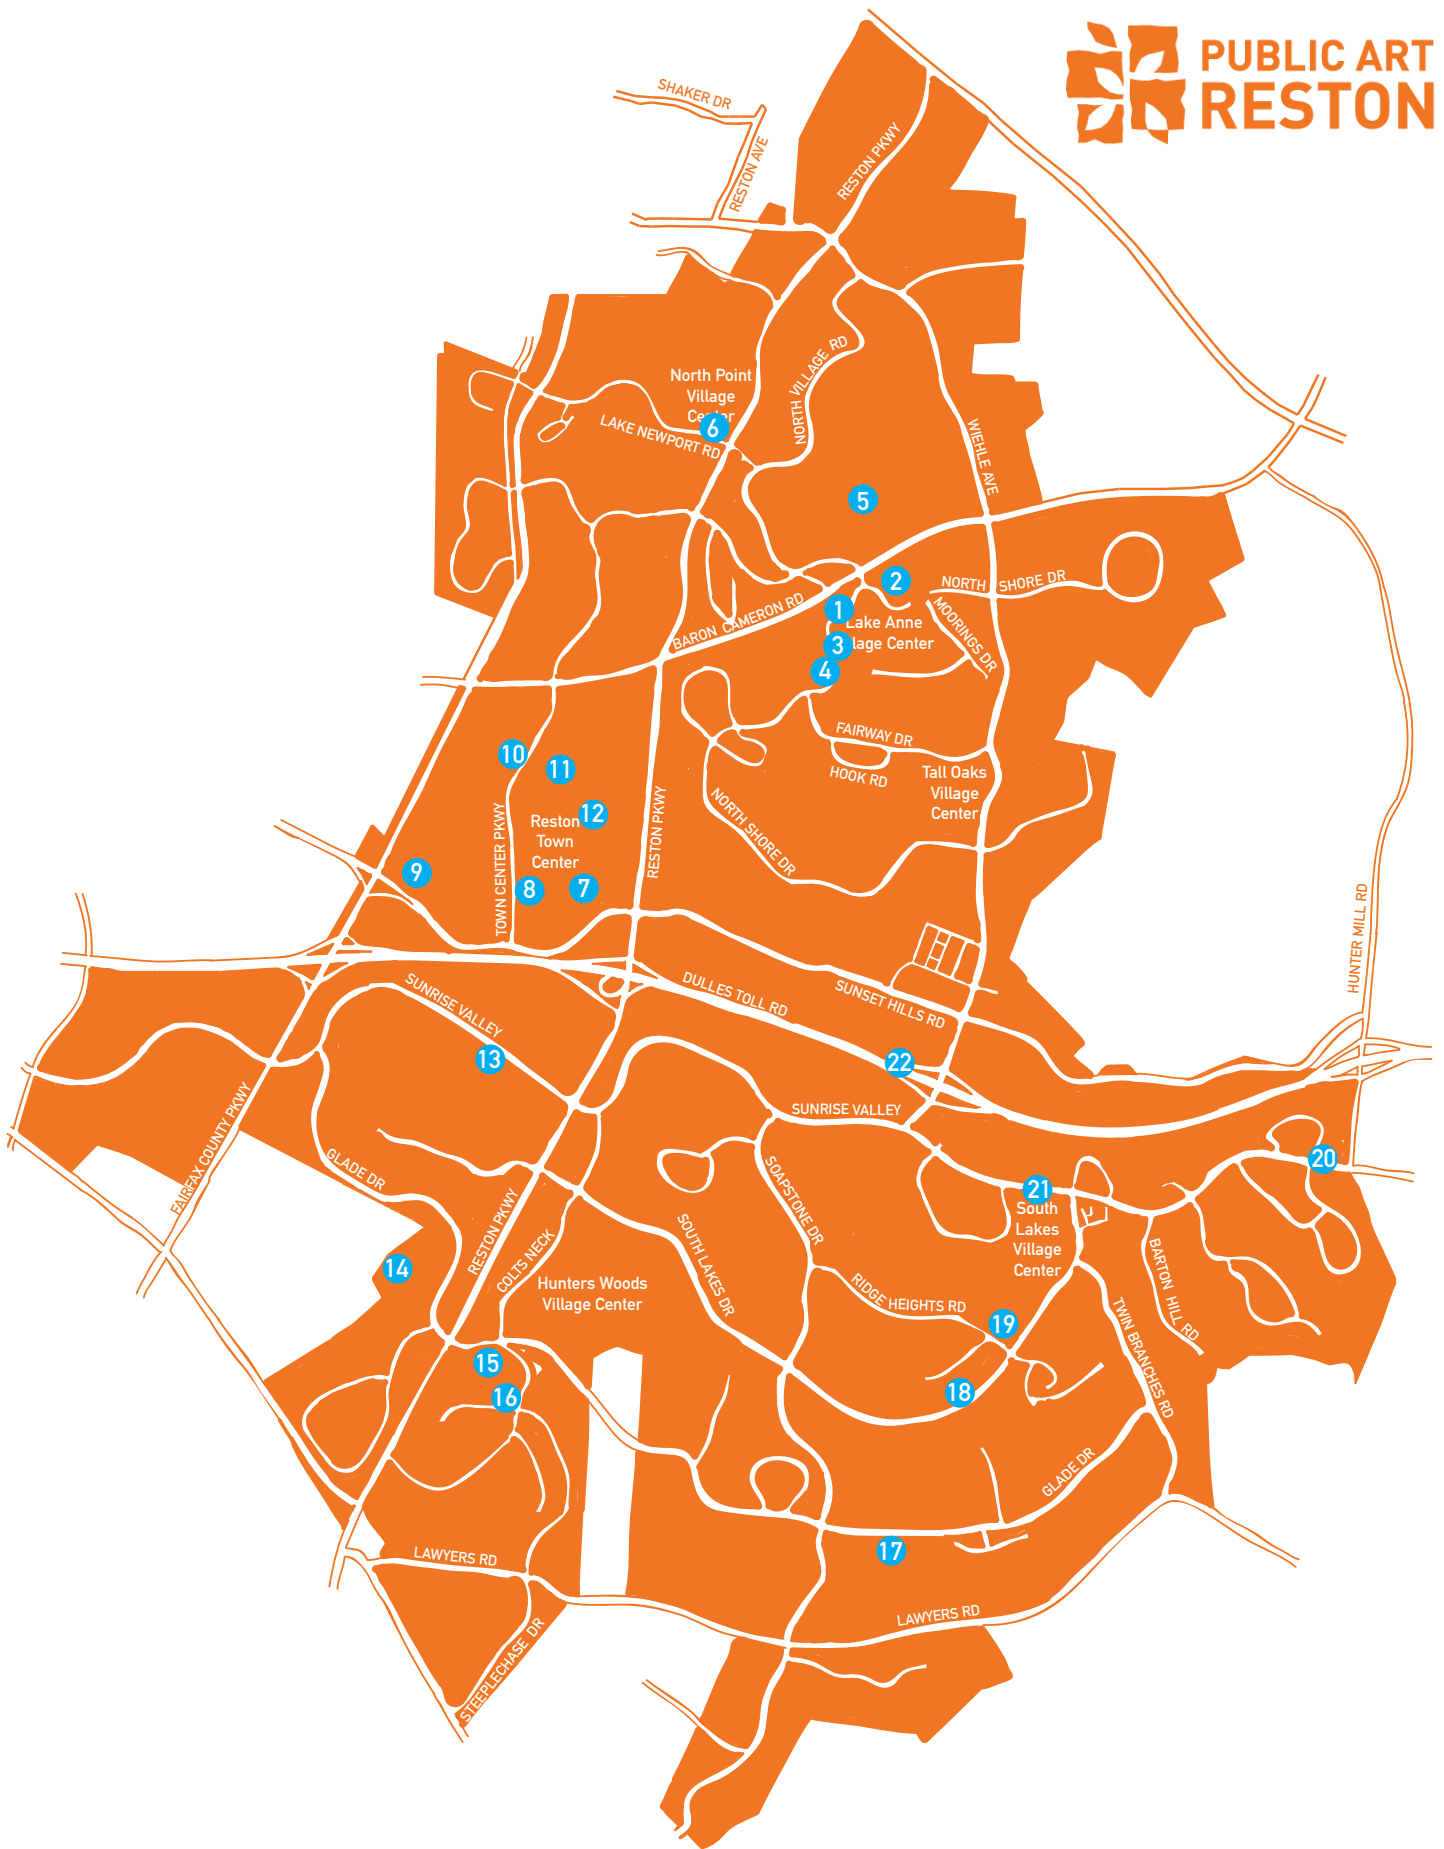 PUBLIC ART
RESTON
SHAKER DR
RESTON AVE
RESTON PKWY
North Point
Village
Center
6
LAKE NEWPORT RD
NORTH VILLAGE RD
WIEHLE AVE
5
2
NORTH SHORE DR
1
BARON CAMERON RD
Lake Anne
3
Center
4
MOORINGS DR
FAIRWAY DR
HOOK RD
Tall Oaks
Village
Center
10
11
12
Reston
Town
Center
TOWN CENTER PKWY
RESTON PKWY
NORTH SHORE DR
9
8
7
HUNTER MILL RD
SUNRISE VALLEY
DULLES TOLL RD
SUNSET HILLS RD
13
22
SUNRISE VALLEY
FAIRFAX COUNTY PKWY
GLADE DR
20
21
South
Lakes
Village
Center
SOAPSTONE DR
RESTON PKWY
COLTS NECK
SOUTH LAKES DR
BARTON HILL RD
14
Hunters Woods
Village Center
RIDGE HEIGHTS RD
19
TWIN BRANCHES RD
15
16
18
GLADE DR
17
LAWYERS RD
LAWYERS RD
STEEPLECHASE DR